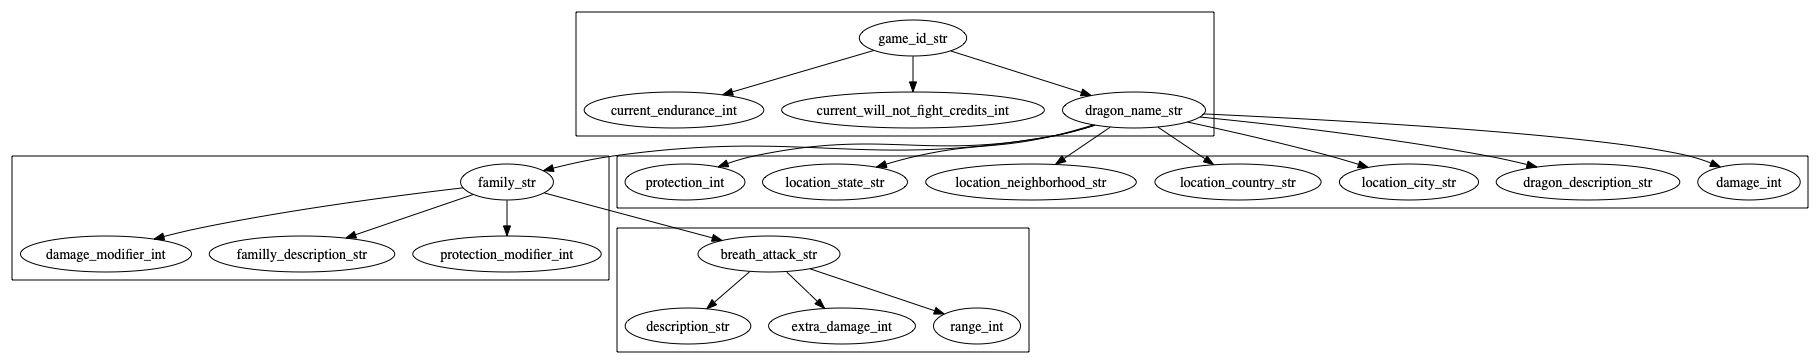 game_id_str
current_endurance_int
current_will_not_fight_credits_int
dragon_name_str
family_str
protection_int
location_state_str
location_neighborhood_str
location_country_str
location_city_str
dragon_description_str
damage_int
damage_modifier_int
familly_description_str
protection_modifier_int
breath_attack_str
description_str
extra_damage_int
range_int